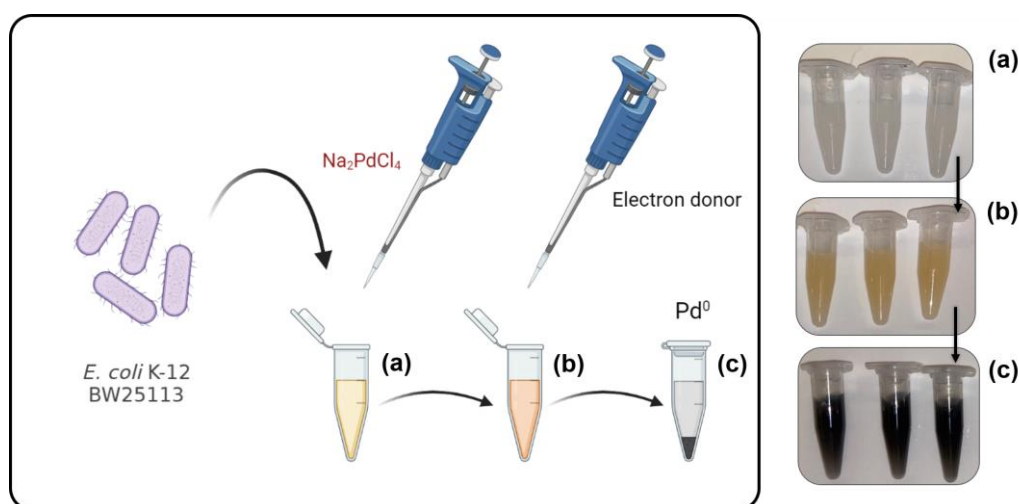 Na₂PdCl₄
Electron donor
E. coli K-12
BW25113
(a)
(b)
Pd⁰
(c)
(a)
(b)
(c)